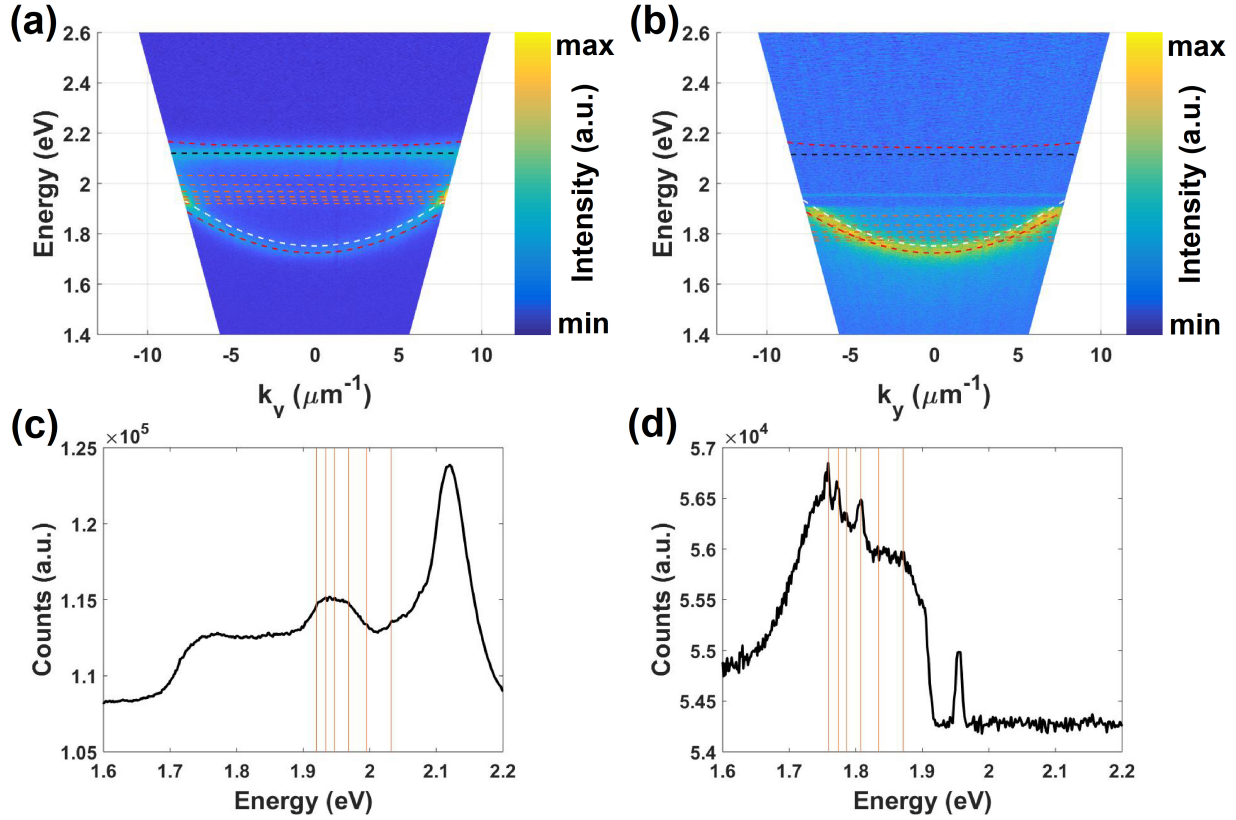 (a)
2.6
2.4
2.2
2
1.8
1.6
1.4
Energy (eV)
-10 -5 0 5 10
k_y (μm⁻¹)
max
Intensity (a.u.)
min
(b)
2.6
2.4
2.2
2
1.8
1.6
1.4
Energy (eV)
-10 -5 0 5 10
k_y (μm⁻¹)
max
Intensity (a.u.)
min
(c)
×10⁵
1.25
1.2
1.15
1.1
1.05
Counts (a.u.)
1.6 1.7 1.8 1.9 2 2.1 2.2
Energy (eV)
(d)
×10⁴
5.7
5.65
5.6
5.55
5.5
5.45
5.4
Counts (a.u.)
1.6 1.7 1.8 1.9 2 2.1 2.2
Energy (eV)